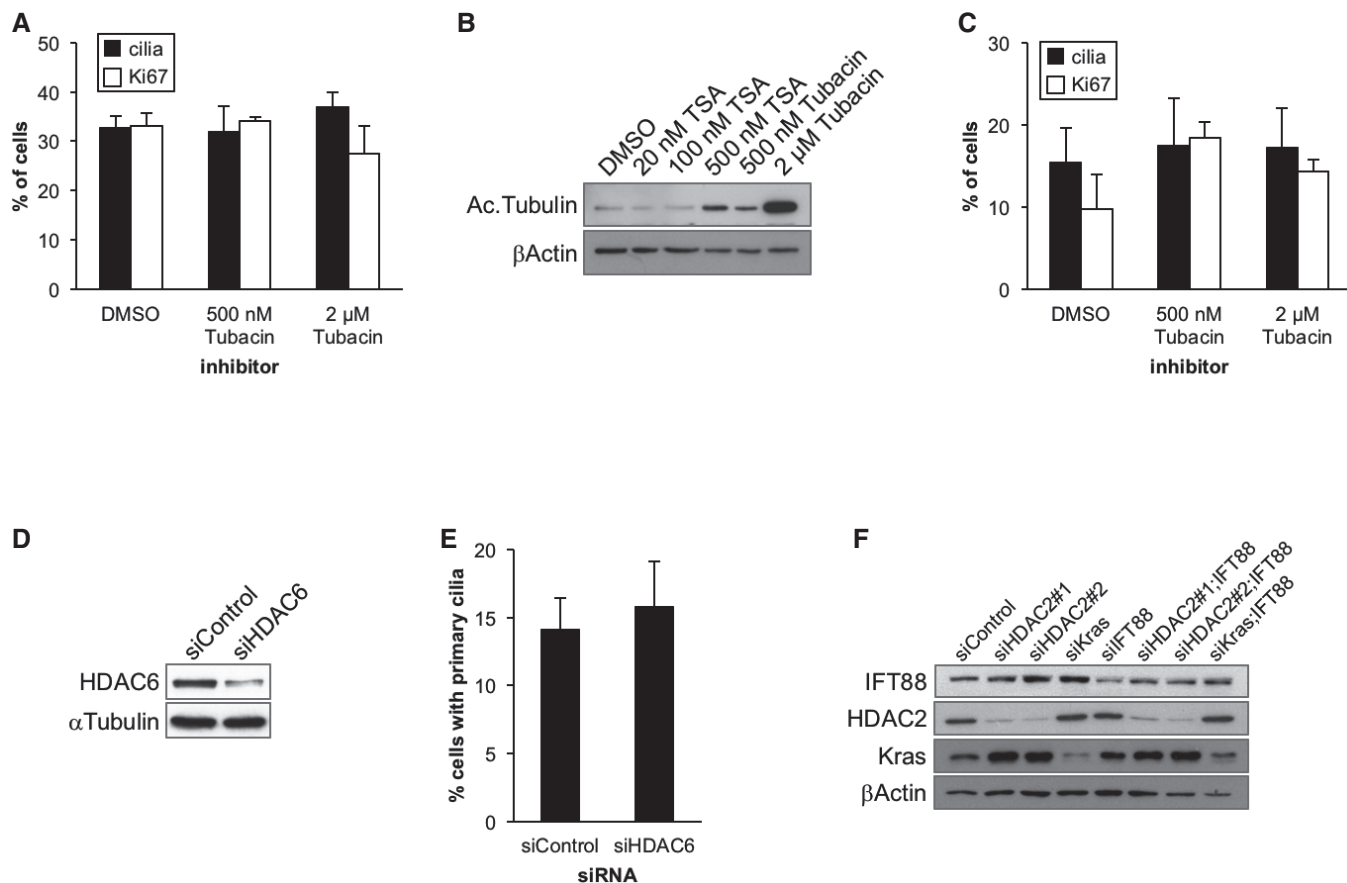 A
50
40
30
20
10
0
% of cells
cilia
Ki67
DMSO
500 nM
Tubacin
2 µM
Tubacin
inhibitor
B
DMSO
20 nM TSA
100 nM TSA
500 nM TSA
500 nM Tubacin
2 µM Tubacin
Ac.Tubulin
βActin
C
30
20
10
0
% of cells
cilia
Ki67
DMSO
500 nM
Tubacin
2 µM
Tubacin
inhibitor
D
siControl
siHDAC6
HDAC6
αTubulin
E
20
15
10
5
0
% cells with primary cilia
siControl
siHDAC6
siRNA
F
siControl
siHDAC2#1
siHDAC2#2
siKras
siIFT88
siHDAC2#1;IFT88
siHDAC2#2;IFT88
siKras;IFT88
IFT88
HDAC2
Kras
βActin